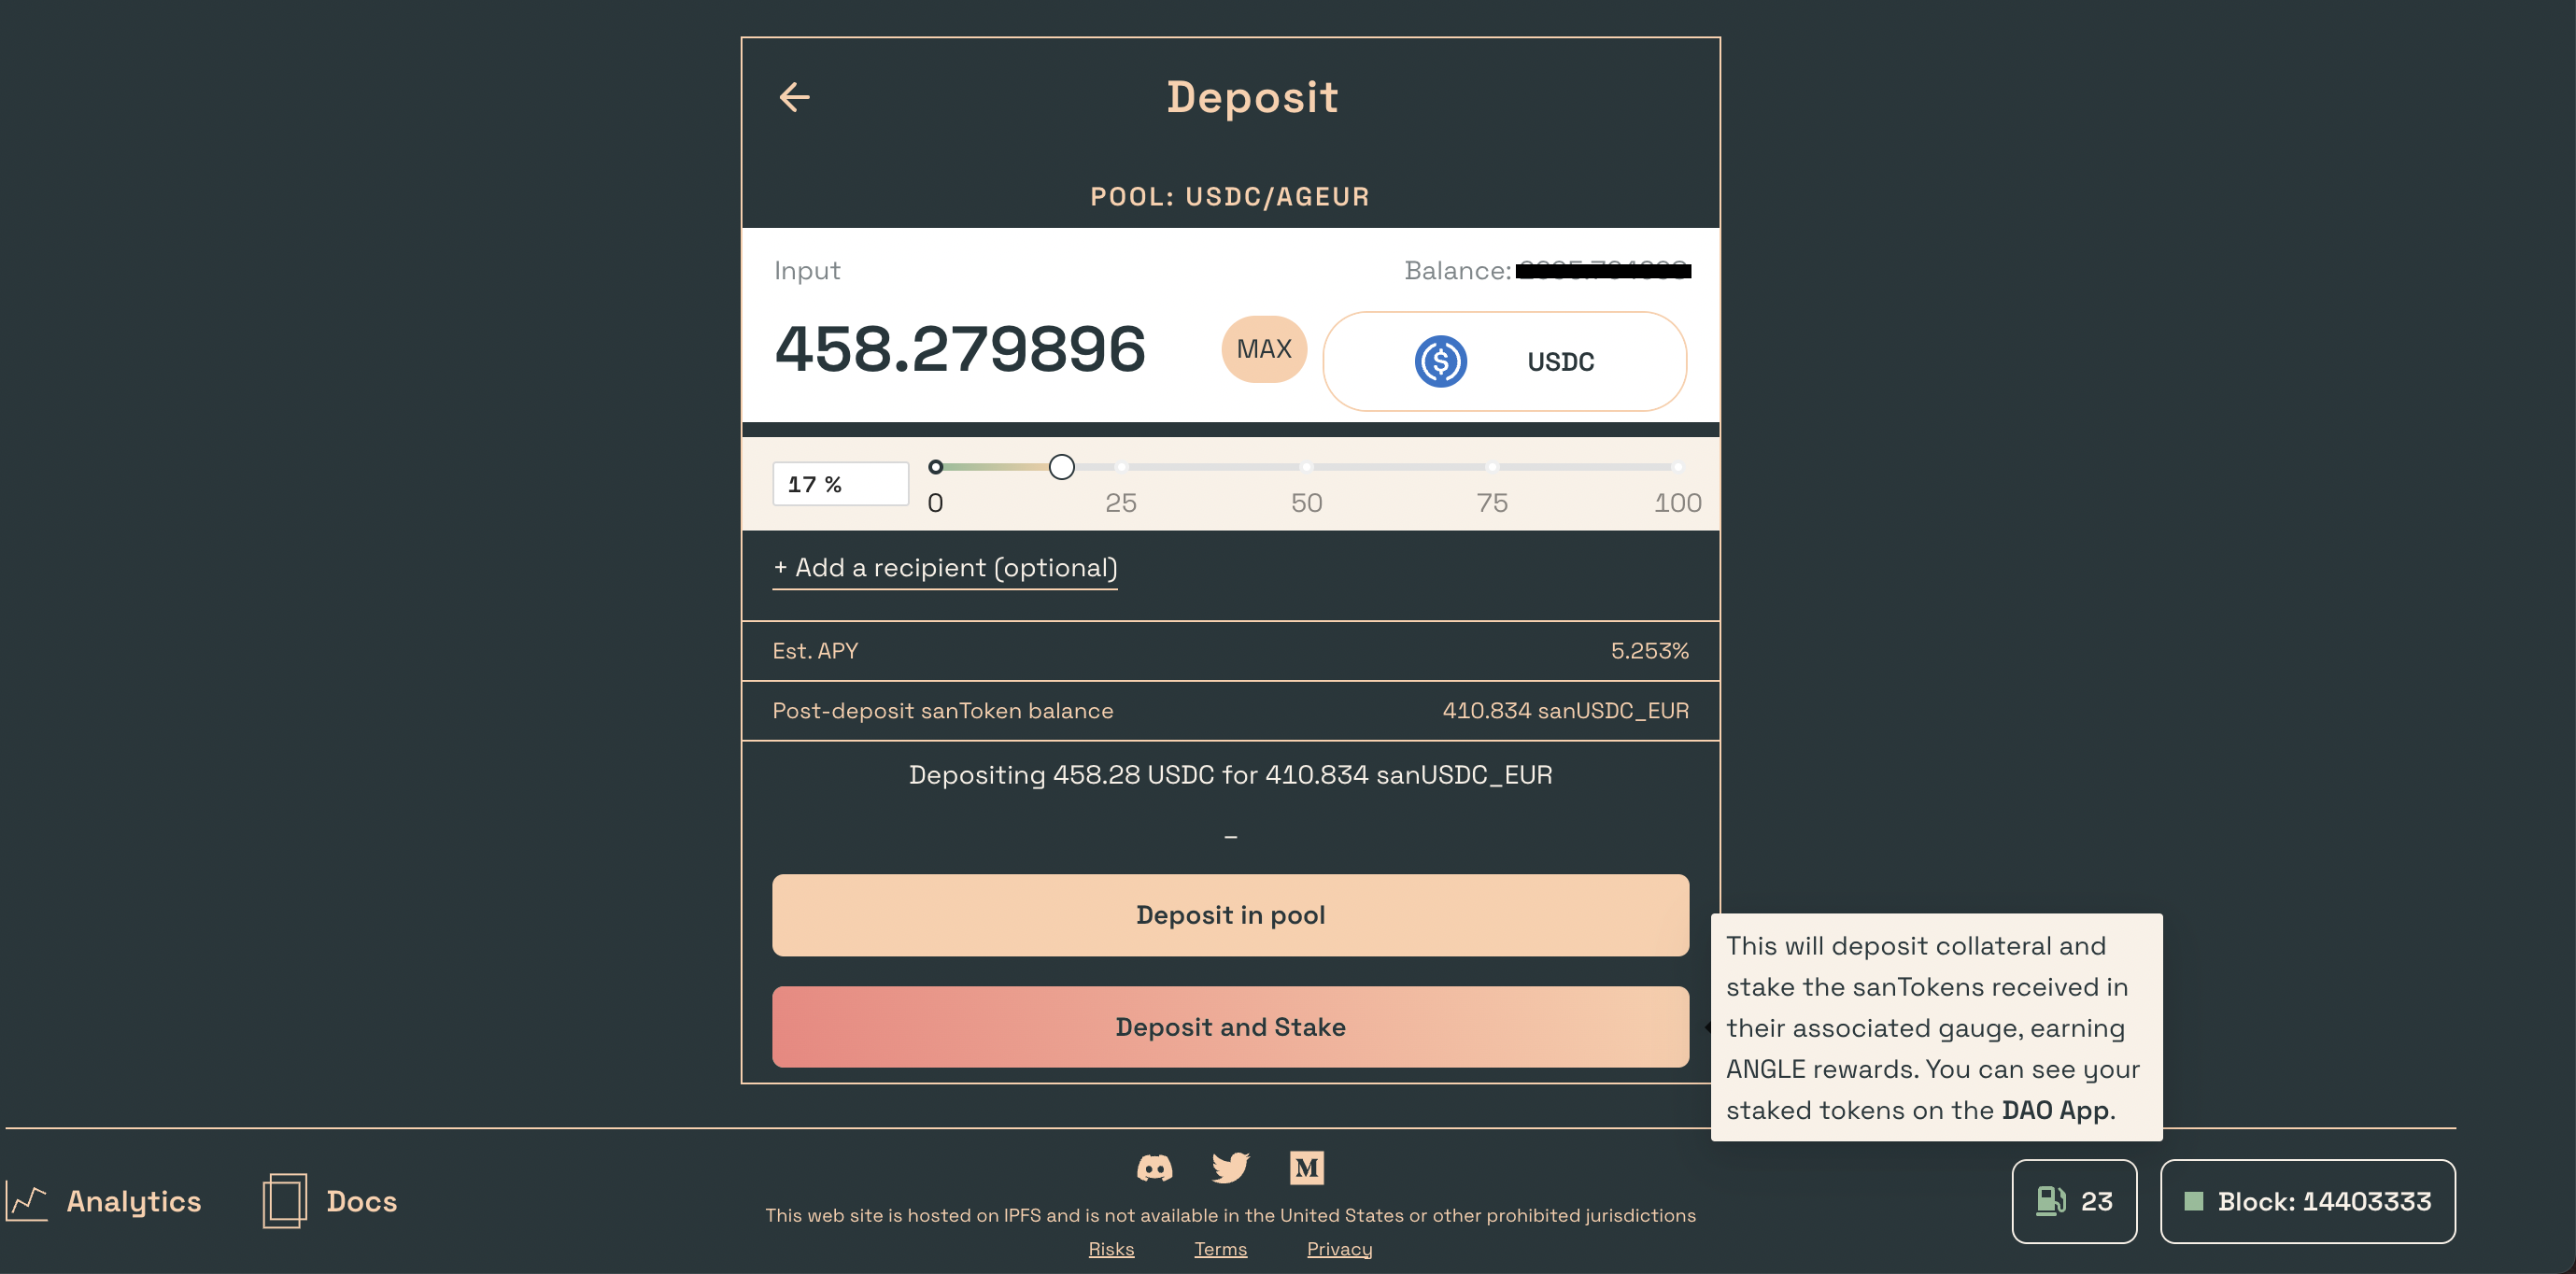 Deposit
POOL: USDC/AGEUR
Input
Balance:
458.279896
MAX
USDC
17 %
0 25 50 75 100
+ Add a recipient (optional)
Est. APY 5.253%
Post-deposit sanToken balance 410.834 sanUSDC_EUR
Depositing 458.28 USDC for 410.834 sanUSDC_EUR
–
Deposit in pool
Deposit and Stake
This will deposit collateral and
stake the sanTokens received in
their associated gauge, earning
ANGLE rewards. You can see your
staked tokens on the DAO App.
Analytics
Docs
M
This web site is hosted on IPFS and is not available in the United States or other prohibited jurisdictions
Risks Terms Privacy
23
Block: 14403333